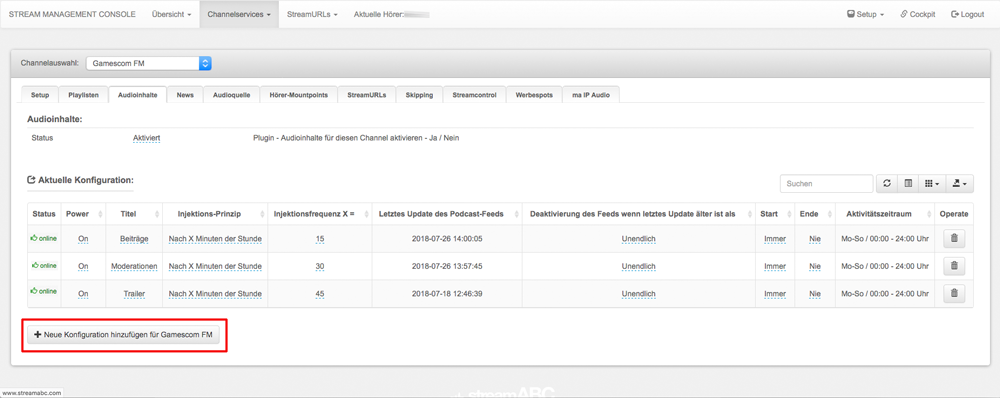 STREAM MANAGEMENT CONSOLE Übersicht Channelservices StreamURLs Aktuelle Hörer: Setup Cockpit Logout
Channelauswahl: Gamescom FM
Setup Playlisten Audioinhalte News Audioquelle Hörer-Mountpoints StreamURLs Skipping Streamcontrol Werbespots ma IP Audio
Audioinhalte:
Status Aktiviert Plugin - Audioinhalte für diesen Channel aktivieren - Ja / Nein
Aktuelle Konfiguration: Suchen
Status Power Titel Injektions-Prinzip Injektionsfrequenz X = Letztes Update des Podcast-Feeds Deaktivierung des Feeds wenn letztes Update älter ist als Start Ende Aktivitätszeitraum Operate
online On Beiträge Nach X Minuten der Stunde 15 2018-07-26 14:00:05 Unendlich Immer Nie Mo-So / 00:00 - 24:00 Uhr
online On Moderationen Nach X Minuten der Stunde 30 2018-07-26 13:57:45 Unendlich Immer Nie Mo-So / 00:00 - 24:00 Uhr
online On Trailer Nach X Minuten der Stunde 45 2018-07-18 12:46:39 Unendlich Immer Nie Mo-So / 00:00 - 24:00 Uhr
Neue Konfiguration hinzufügen für Gamescom FM
www.streamabc.com
streamABC